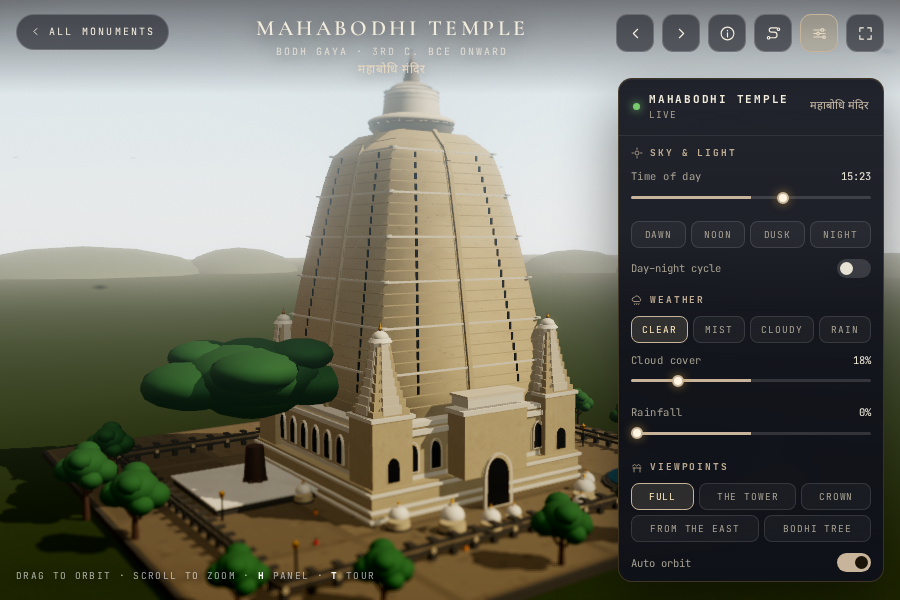 ALL MONUMENTS
MAHABODHI TEMPLE
BODH GAYA · 3RD C. BCE ONWARD
महाबोधि मंदिर
MAHABODHI TEMPLE
महाबोधि मंदिर
LIVE
SKY & LIGHT
Time of day 15:23
DAWN NOON DUSK NIGHT
Day-night cycle
WEATHER
CLEAR MIST CLOUDY RAIN
Cloud cover 18%
Rainfall 0%
VIEWPOINTS
FULL THE TOWER CROWN
FROM THE EAST BODHI TREE
Auto orbit
DRAG TO ORBIT · SCROLL TO ZOOM · H PANEL · T TOUR